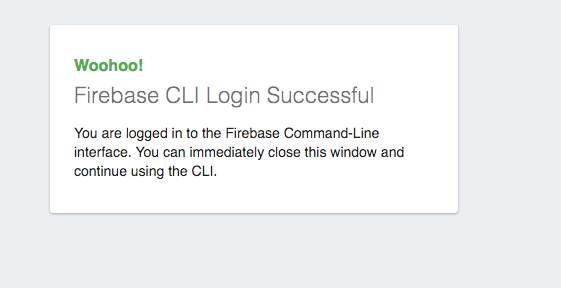 Woohoo!
Firebase CLI Login Successful
You are logged in to the Firebase Command-Line
interface. You can immediately close this window and
continue using the CLI.